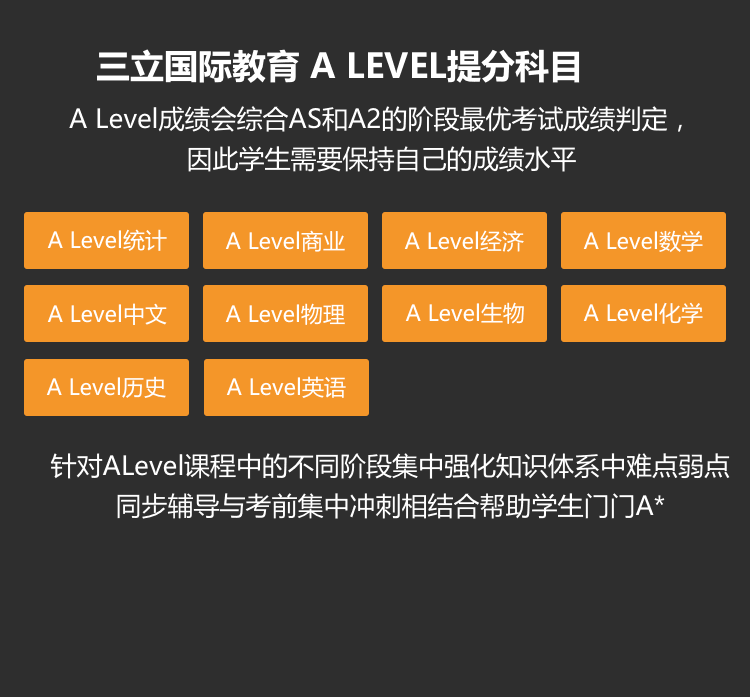 三立国际教育 A LEVEL提分科目
A Level成绩会综合AS和A2的阶段最优考试成绩判定，
因此学生需要保持自己的成绩水平
A Level统计 A Level商业 A Level经济 A Level数学
A Level中文 A Level物理 A Level生物 A Level化学
A Level历史 A Level英语
针对ALevel课程中的不同阶段集中强化知识体系中难点弱点
同步辅导与考前集中冲刺相结合帮助学生门门A*